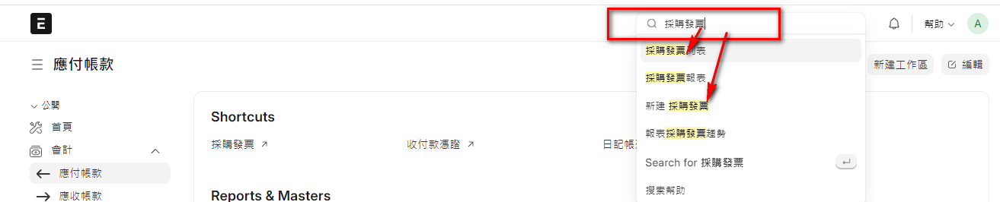 E
採購發票
幫助
A
採購發票列表
應付帳款
新建工作區
編輯
採購發票報表
公開
新建 採購發票
首頁
Shortcuts
報表採購發票趨勢
會計
採購發票
收付款憑證
日記帳
Search for 採購發票
應付帳款
搜索幫助
應收帳款
Reports & Masters